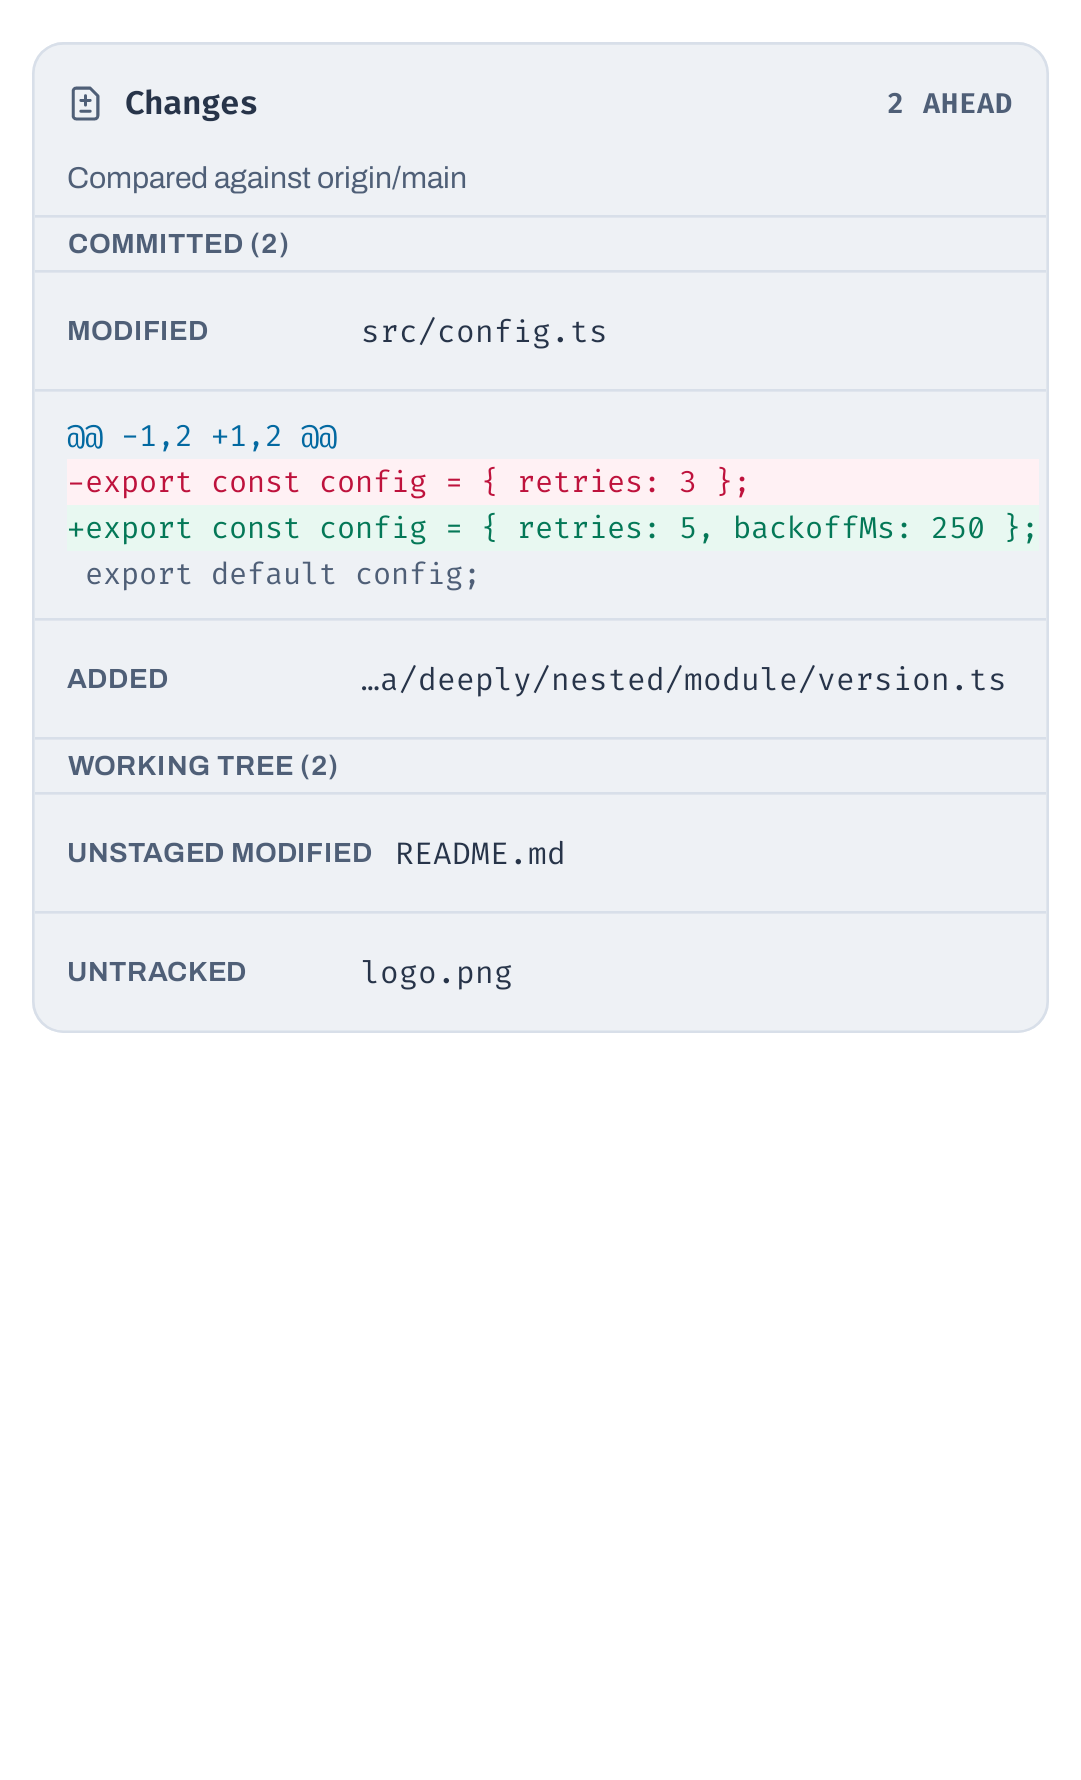 Changes 2 AHEAD
Compared against origin/main
COMMITTED (2)
MODIFIED src/config.ts
@@ -1,2 +1,2 @@
-export const config = { retries: 3 };
+export const config = { retries: 5, backoffMs: 250 };
 export default config;
ADDED …a/deeply/nested/module/version.ts
WORKING TREE (2)
UNSTAGED MODIFIED README.md
UNTRACKED logo.png